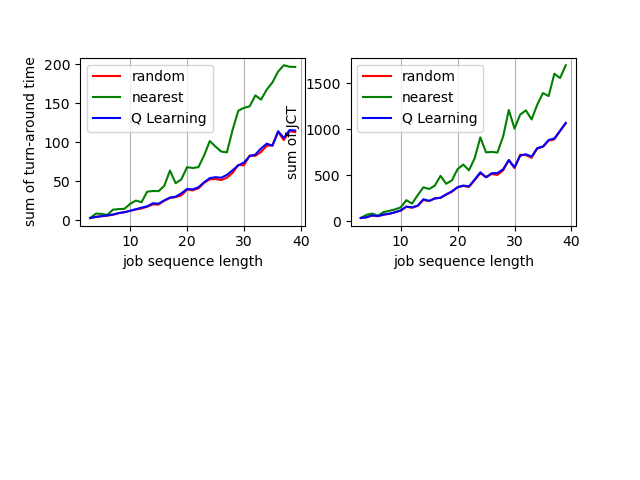 sum of turn-around time
200
150
100
50
0
random
nearest
Q Learning
10
20
30
40
job sequence length
sum of JCT
1500
1000
500
0
random
nearest
Q Learning
10
20
30
40
job sequence length